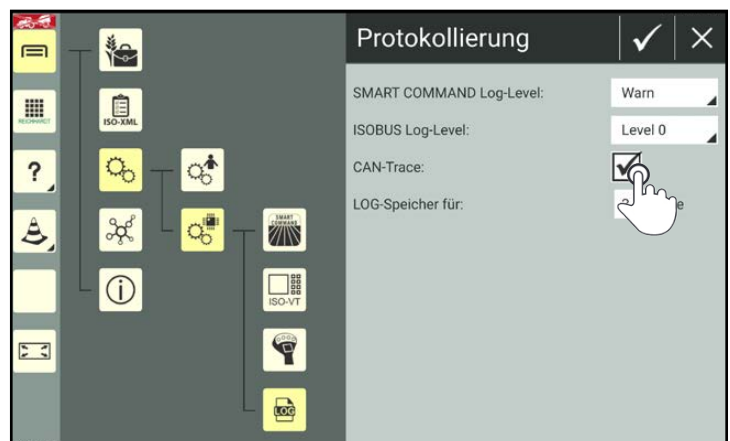 Protokollierung
REICHHARDT
ISO-XML
?
SMART COMMAND Log-Level:
Warn
ISOBUS Log-Level:
Level 0
CAN-Trace:
LOG-Speicher für:
SMART
COMMAND
ISO-VT
LOG